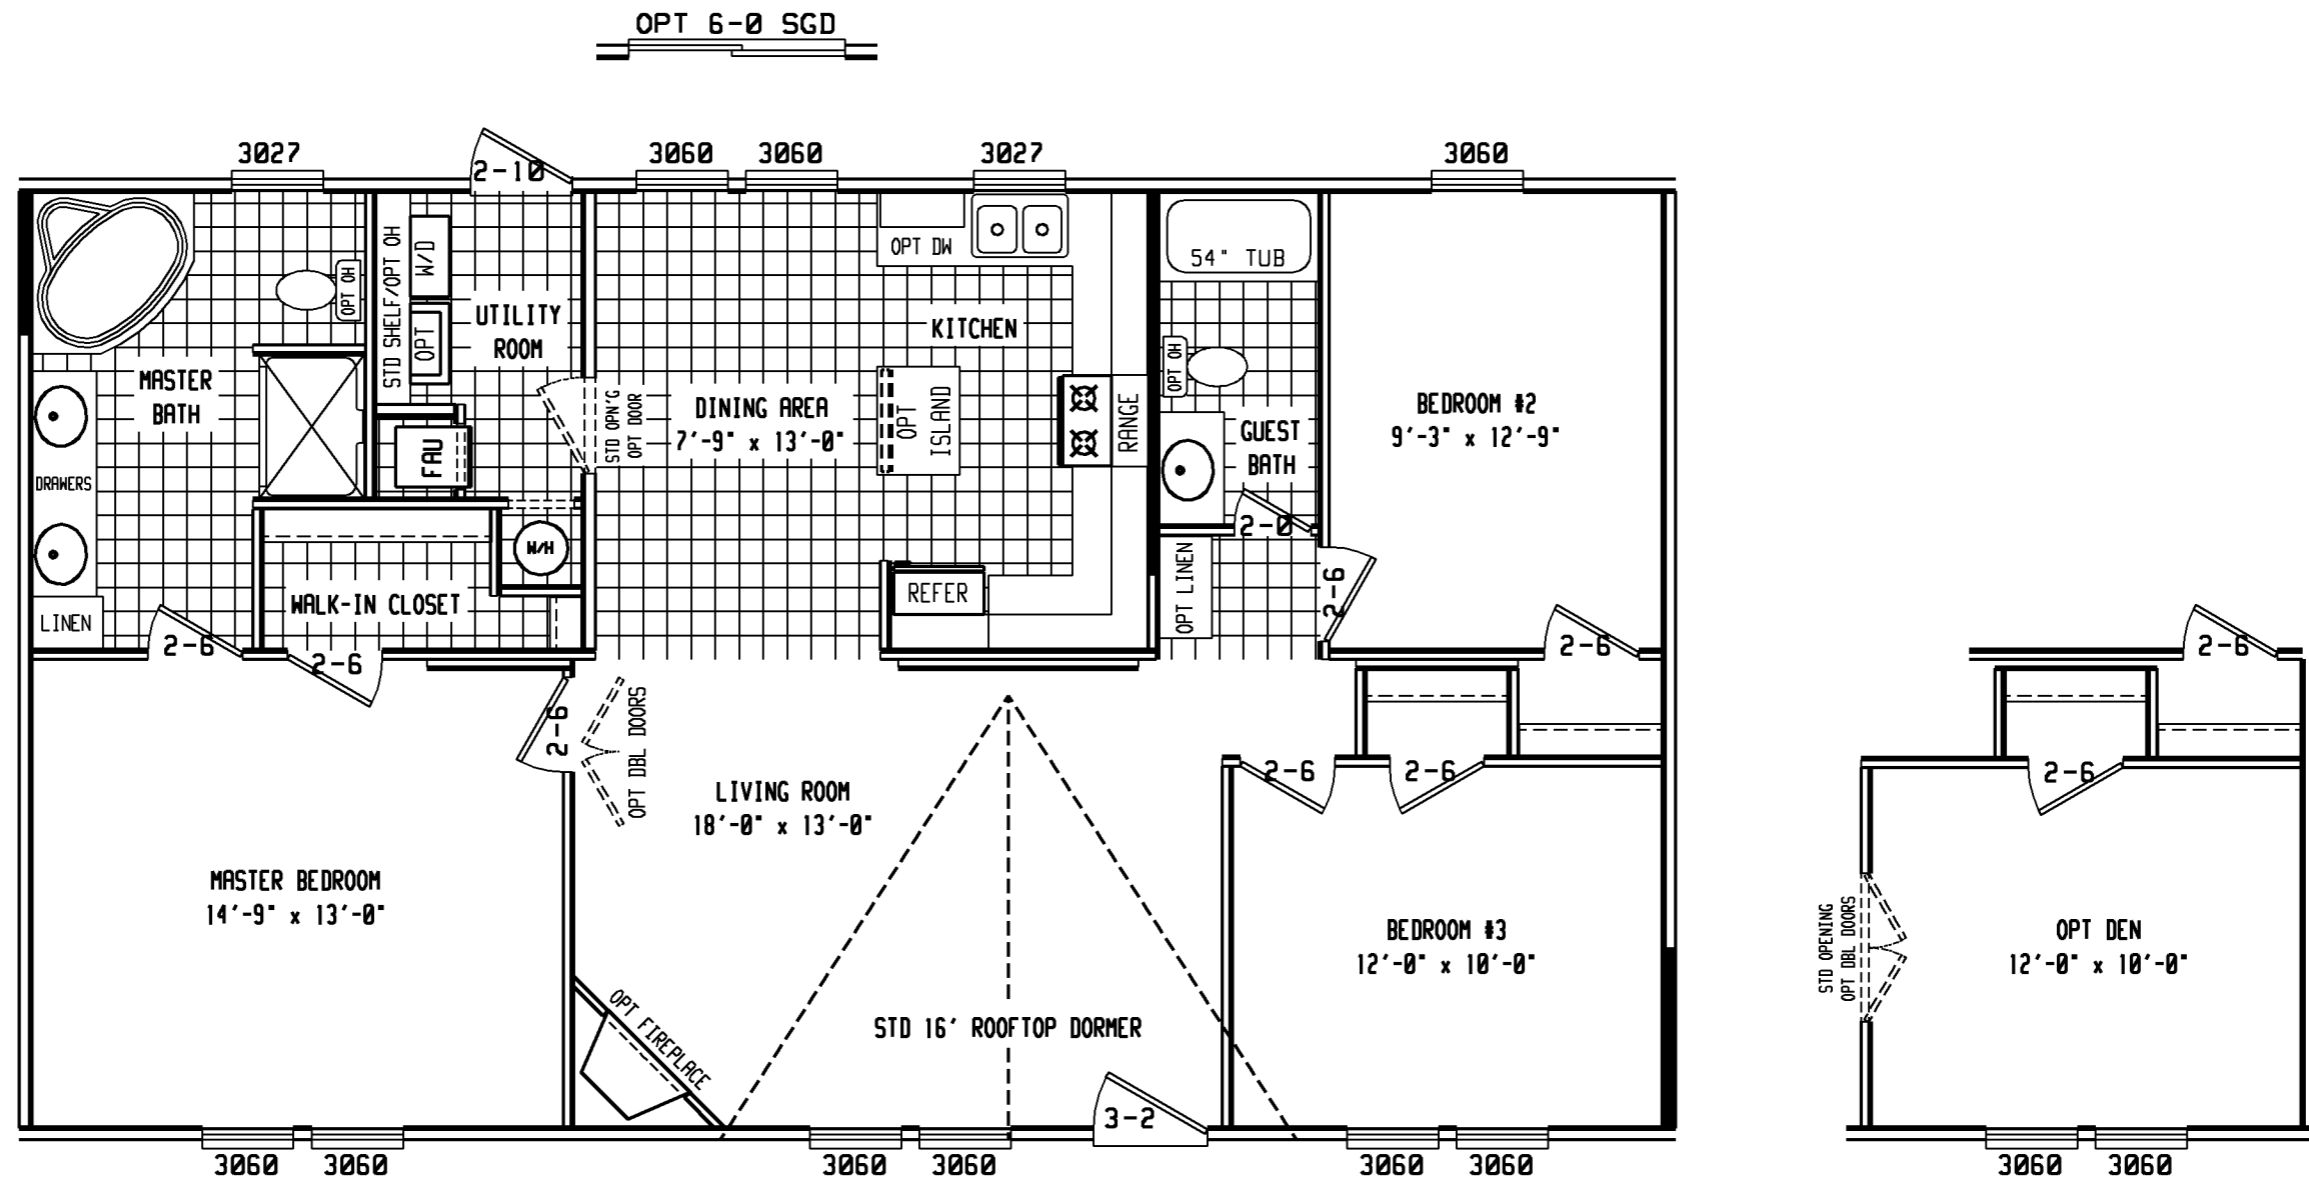 OPT 6-0 SGD
3027
2-10
3060
3060
3027
3060
STD SHELF/OPT OH
W/D
OPT OH
OPT
UTILITY
ROOM
OPT DW
54" TUB
KITCHEN
MASTER
BATH
DINING AREA
7'-9" x 13'-0"
STD OPN'G
OPT DOOR
OPT
ISLAND
RANGE
OPT OH
GUEST
BATH
BEDROOM #2
9'-3" x 12'-9"
FAU
DRAWERS
W/H
2-0
OPT LINEN
2-6
REFER
WALK-IN CLOSET
LINEN
2-6
2-6
2-6
2-6
2-6
OPT DBL DOORS
LIVING ROOM
18'-0" x 13'-0"
2-6
2-6
2-6
MASTER BEDROOM
14'-9" x 13'-0"
BEDROOM #3
12'-0" x 10'-0"
STD OPENING
OPT DBL DOORS
OPT DEN
12'-0" x 10'-0"
OPT FIREPLACE
STD 16' ROOFTOP DORMER
3-2
3060
3060
3060
3060
3060
3060
3060
3060